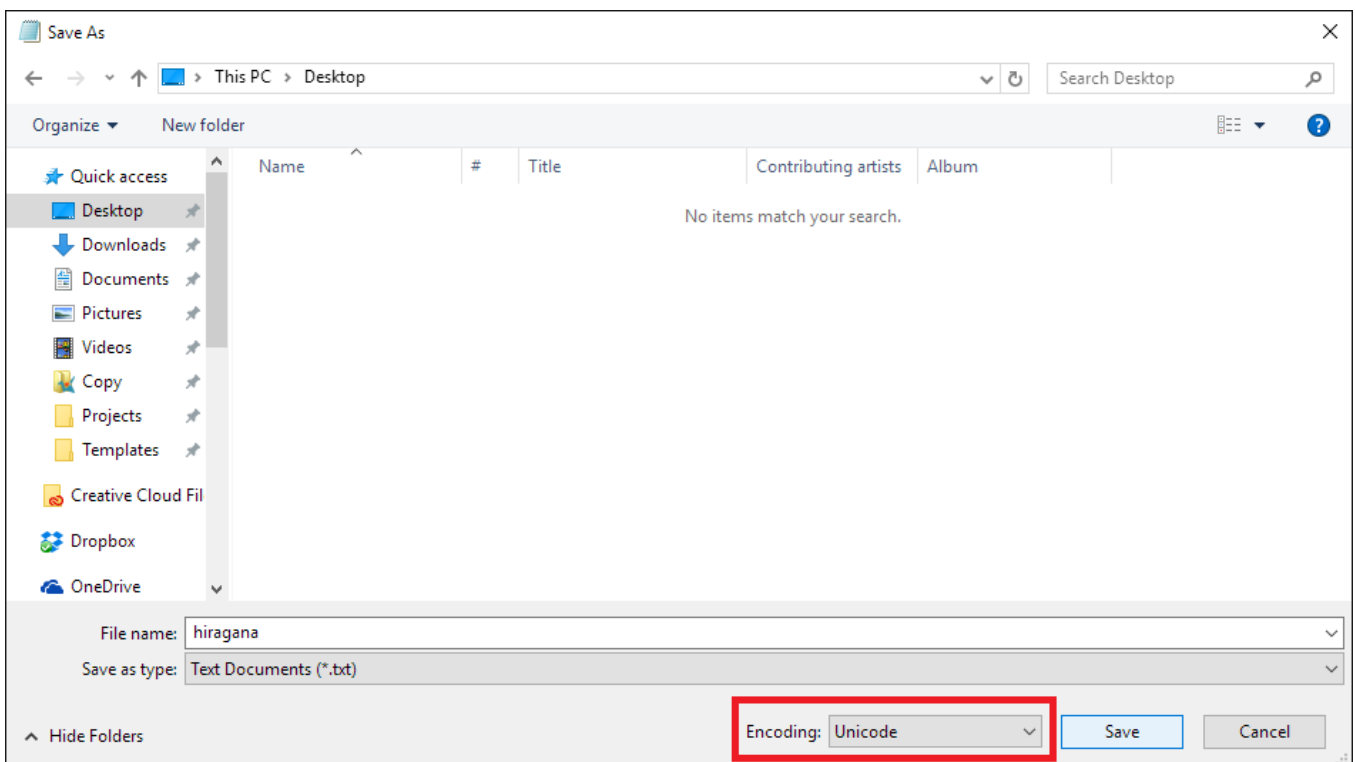 Save As
This PC > Desktop
Search Desktop
Organize
New folder
Name
#
Title
Contributing artists
Album
No items match your search.
Quick access
Desktop
Downloads
Documents
Pictures
Videos
Copy
Projects
Templates
Creative Cloud Fil
Dropbox
OneDrive
File name: hiragana
Save as type: Text Documents (*.txt)
Hide Folders
Encoding: Unicode
Save
Cancel